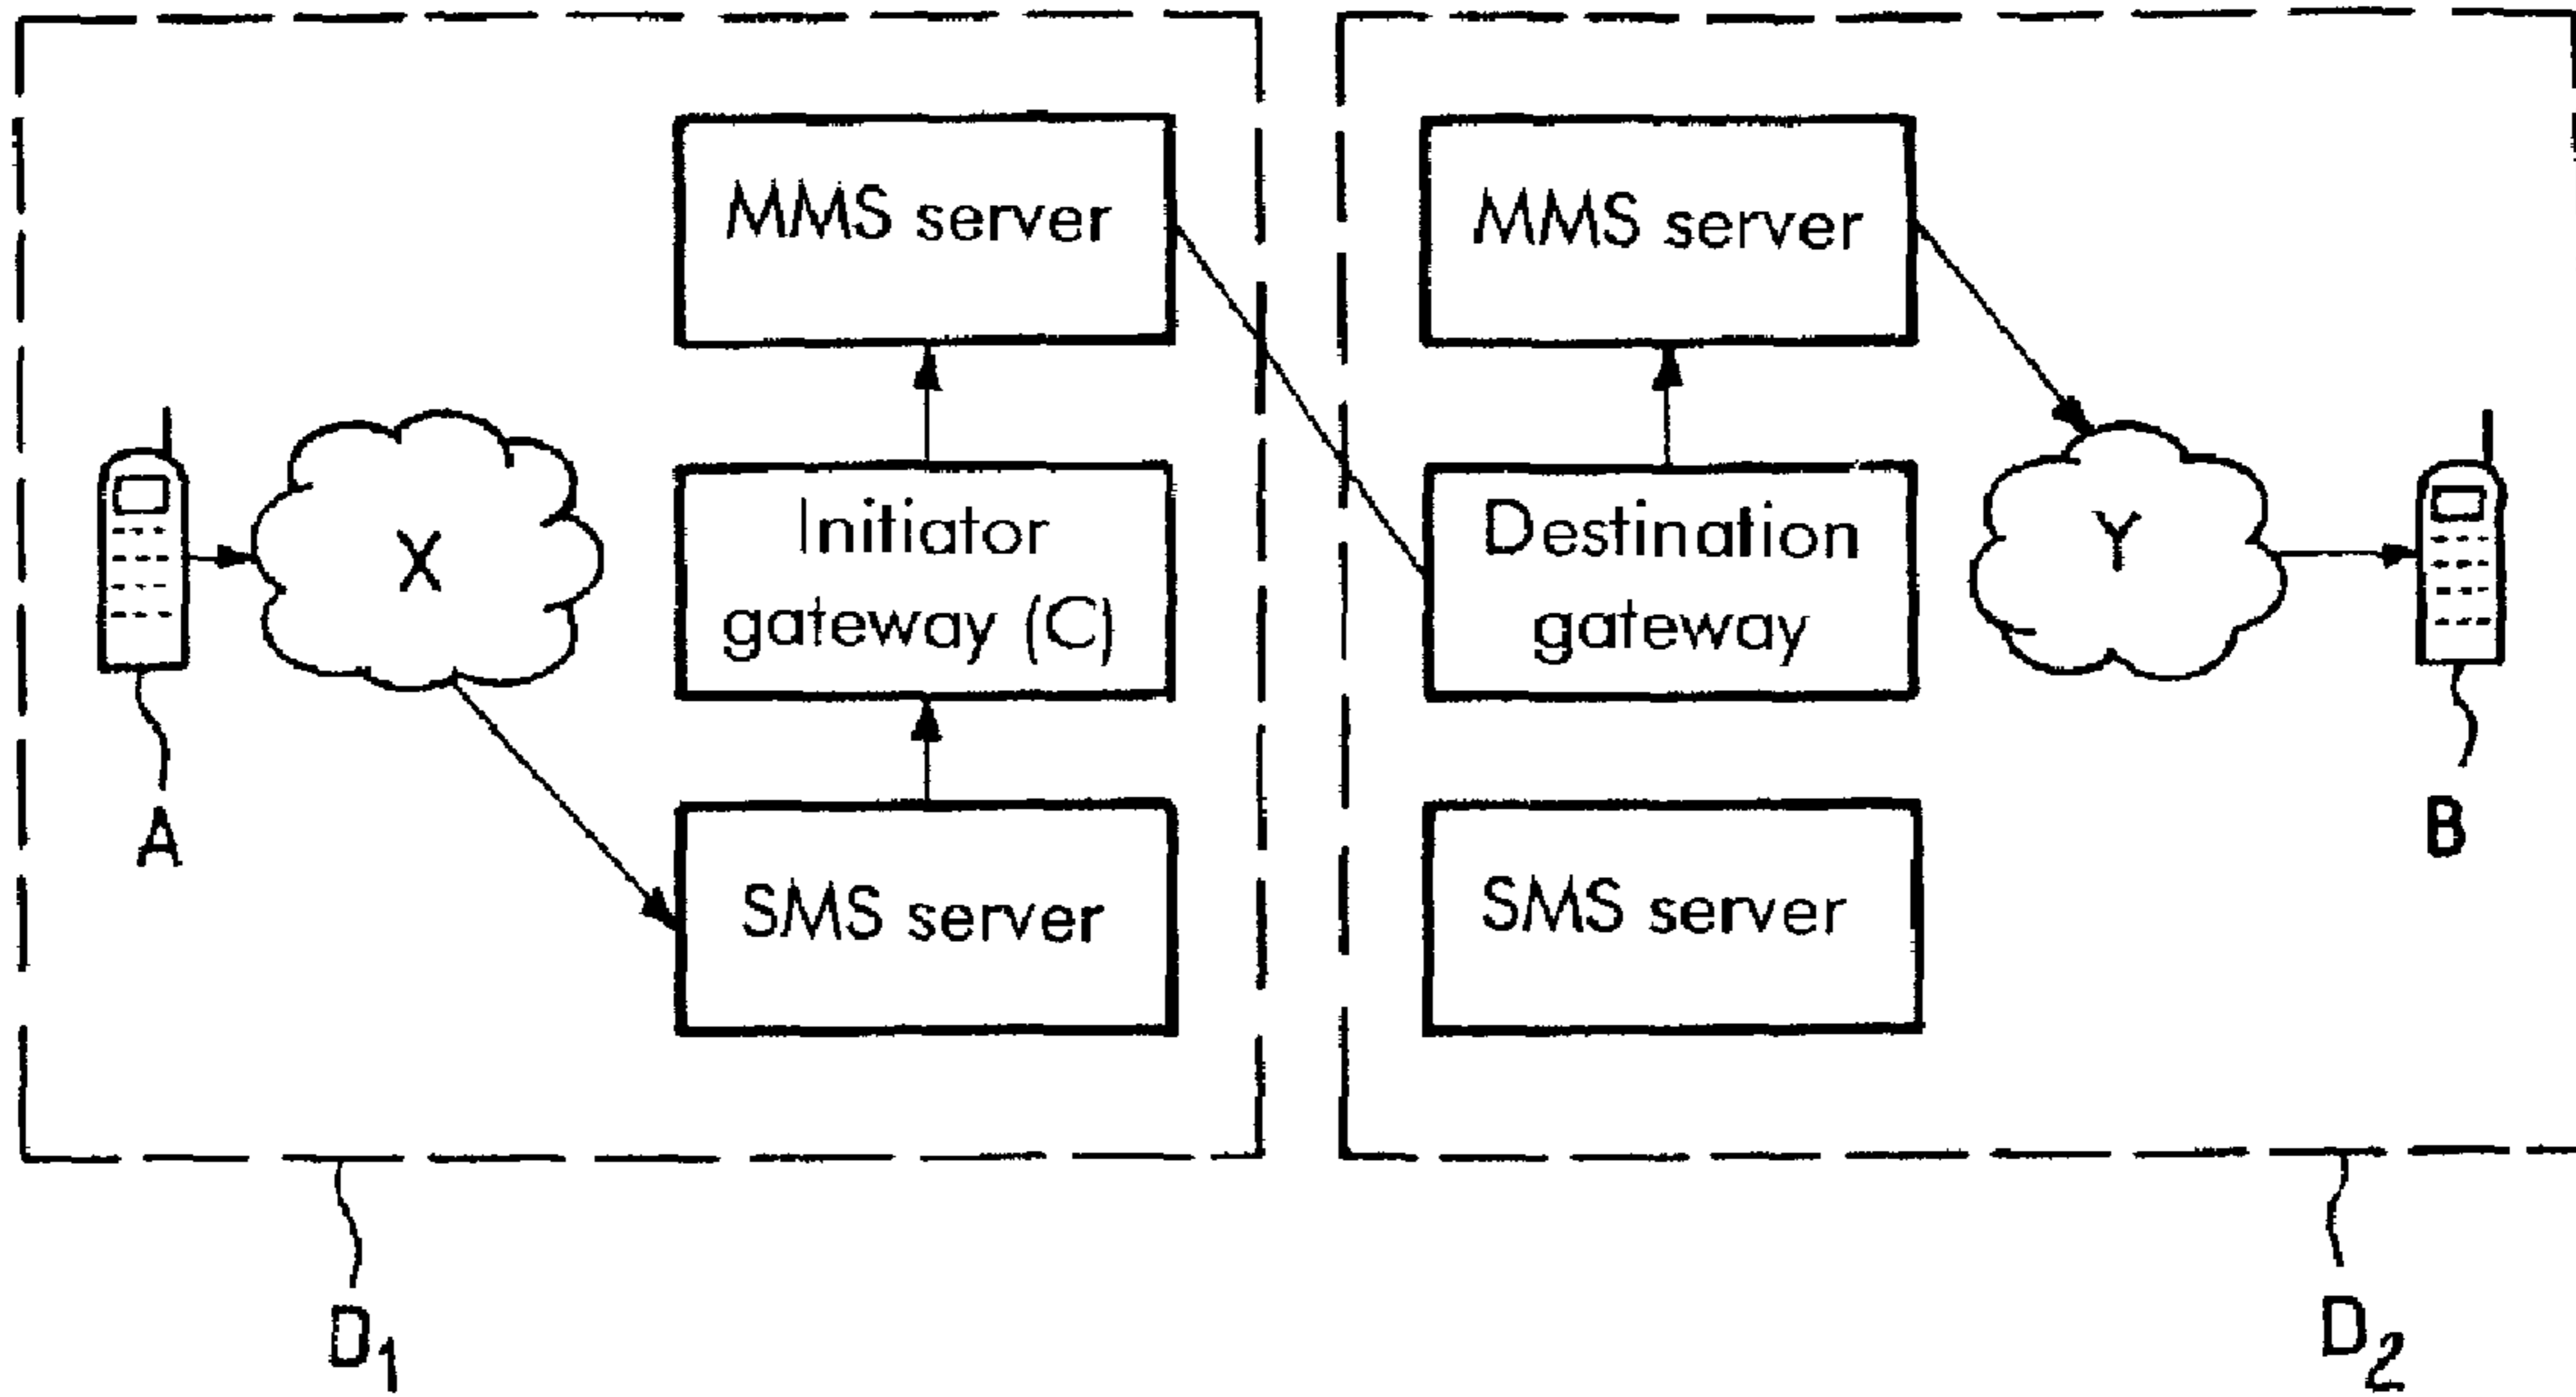 MMS server
MMS server
X
Initiator
gateway (C)
Destination
gateway
Y
A
SMS server
SMS server
B
D1
D2